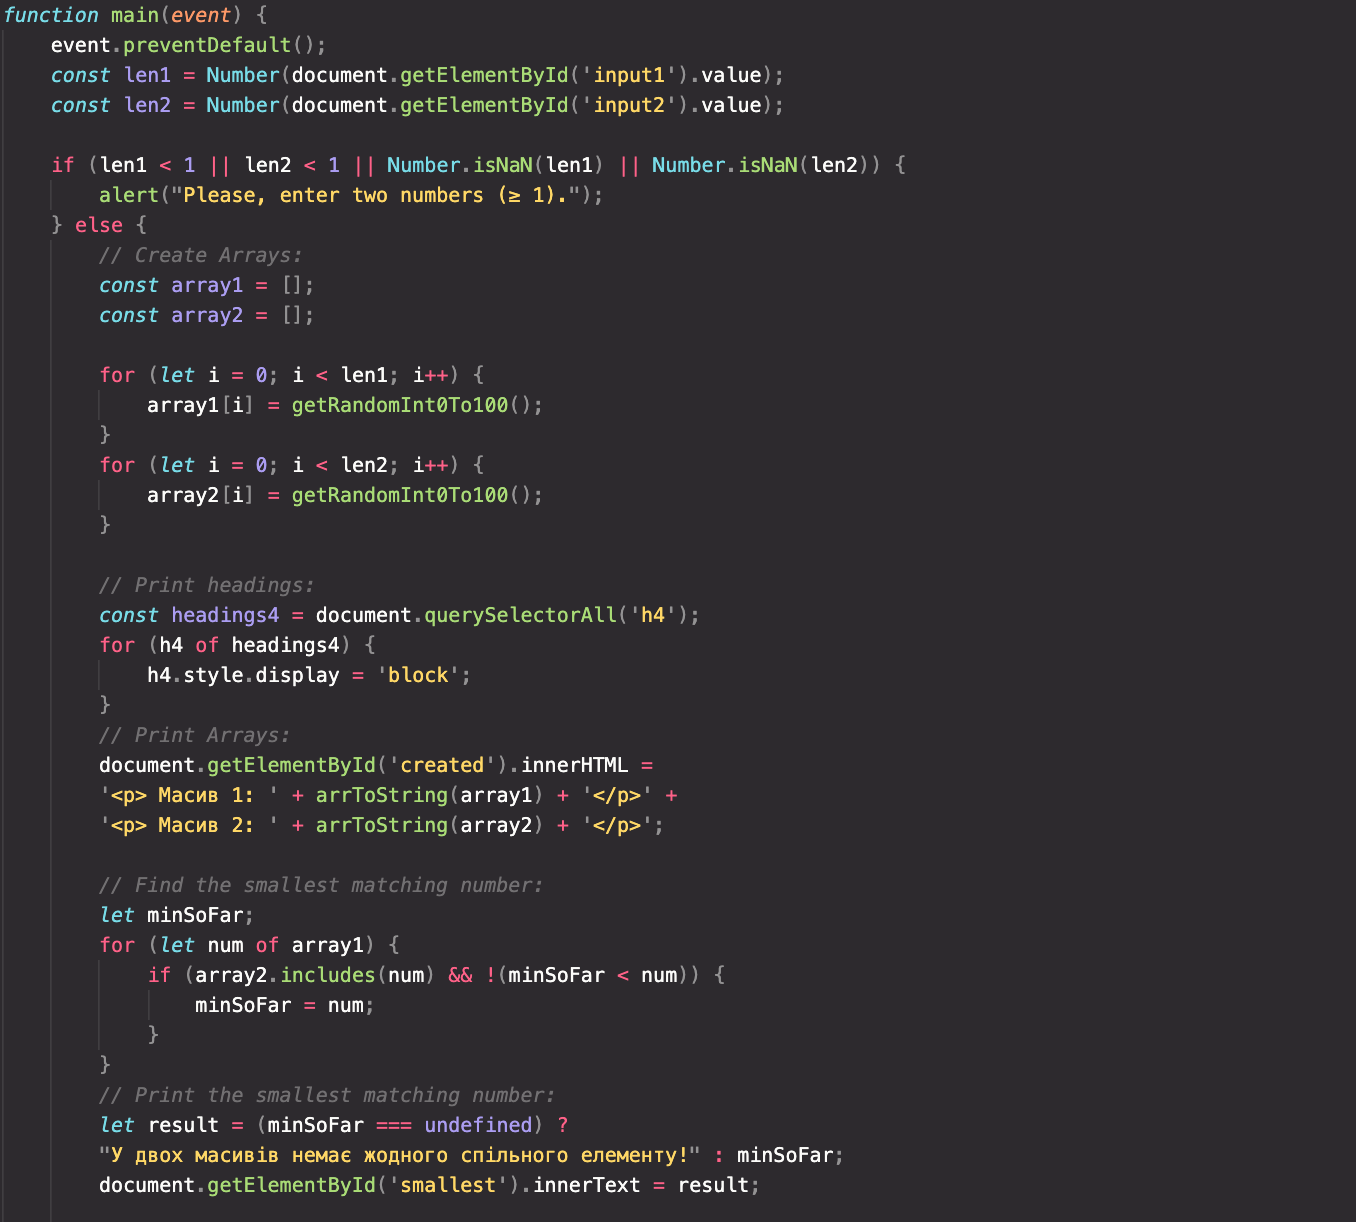 function main(event) {
    event.preventDefault();
    const len1 = Number(document.getElementById('input1').value);
    const len2 = Number(document.getElementById('input2').value);

    if (len1 < 1 || len2 < 1 || Number.isNaN(len1) || Number.isNaN(len2)) {
        alert("Please, enter two numbers (≥ 1).");
    } else {
        // Create Arrays:
        const array1 = [];
        const array2 = [];

        for (let i = 0; i < len1; i++) {
            array1[i] = getRandomInt0To100();
        }
        for (let i = 0; i < len2; i++) {
            array2[i] = getRandomInt0To100();
        }

        // Print headings:
        const headings4 = document.querySelectorAll('h4');
        for (h4 of headings4) {
            h4.style.display = 'block';
        }
        // Print Arrays:
        document.getElementById('created').innerHTML =
        '<p> Масив 1: ' + arrToString(array1) + '</p>' +
        '<p> Масив 2: ' + arrToString(array2) + '</p>';

        // Find the smallest matching number:
        let minSoFar;
        for (let num of array1) {
            if (array2.includes(num) && !(minSoFar < num)) {
                minSoFar = num;
            }
        }
        // Print the smallest matching number:
        let result = (minSoFar === undefined) ?
        "У двох масивів немає жодного спільного елементу!" : minSoFar;
        document.getElementById('smallest').innerText = result;